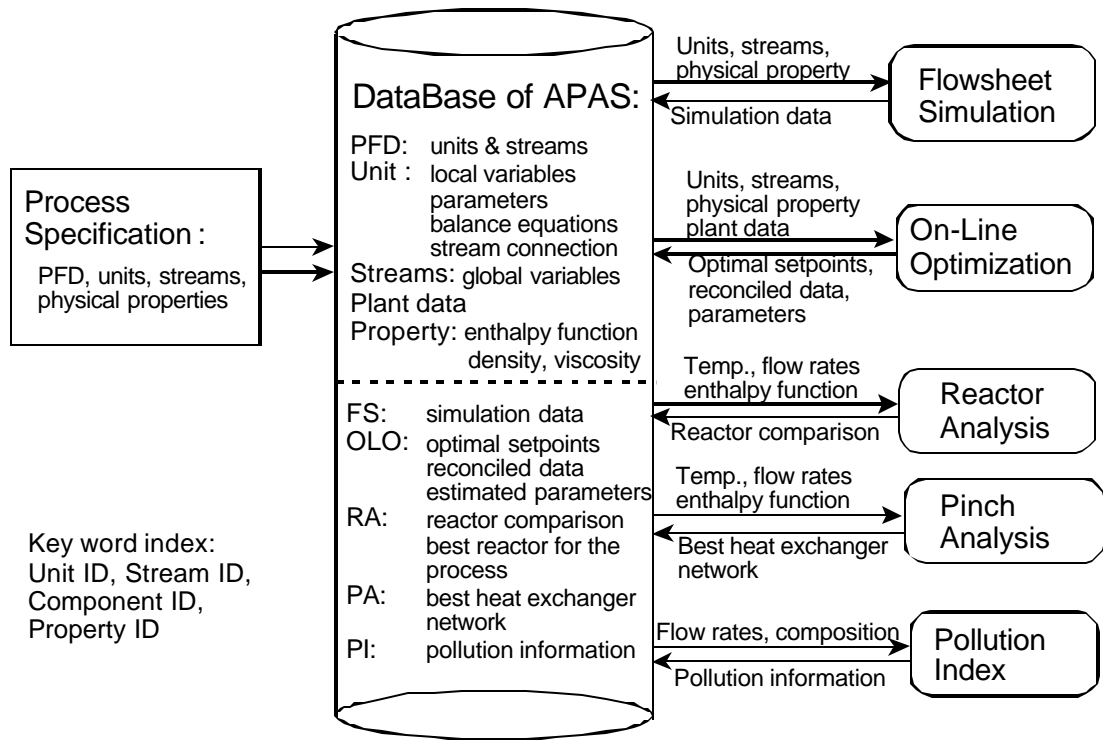 Process
Specification :
PFD, units, streams,
physical properties
Key word index:
Unit ID, Stream ID,
Component ID,
Property ID
DataBase of APAS:
PFD: units & streams
Unit : local variables
parameters
balance equations
stream connection
Streams: global variables
Plant data
Property: enthalpy function
density, viscosity
FS: simulation data
OLO: optimal setpoints
reconciled data
estimated parameters
RA: reactor comparison
best reactor for the
process
PA: best heat exchanger
network
PI: pollution information
Units, streams,
physical property
Simulation data
Flowsheet
Simulation
Units, streams,
physical property
plant data
Optimal setpoints,
reconciled data,
parameters
On-Line
Optimization
Temp., flow rates
enthalpy function
Reactor comparison
Reactor
Analysis
Temp., flow rates
enthalpy function
Best heat exchanger
network
Pinch
Analysis
Flow rates, composition
Pollution information
Pollution
Index